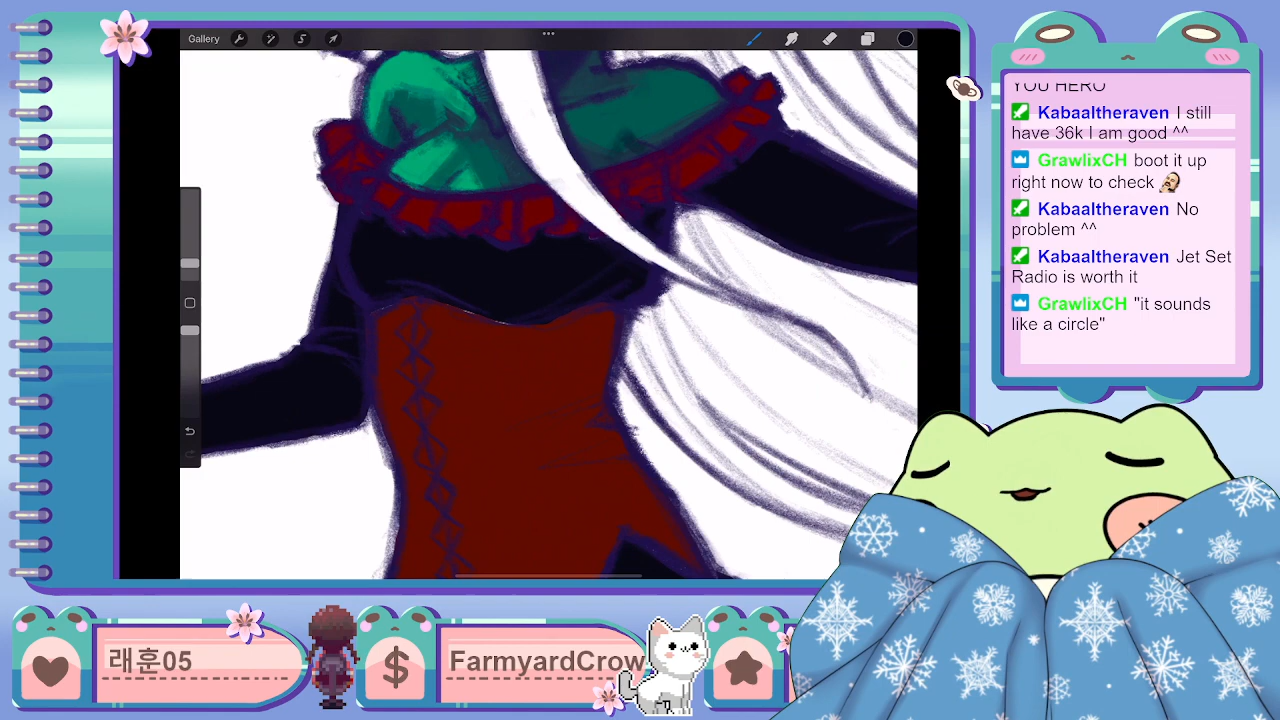 Gallery
YOU HERO
Kabaaltheraven I still
have 36k I am good ^^
GrawlixCH boot it up
right now to check
Kabaaltheraven No
problem ^^
Kabaaltheraven Jet Set
Radio is worth it
GrawlixCH "it sounds
like a circle"
래훈05
$
FarmyardCrow